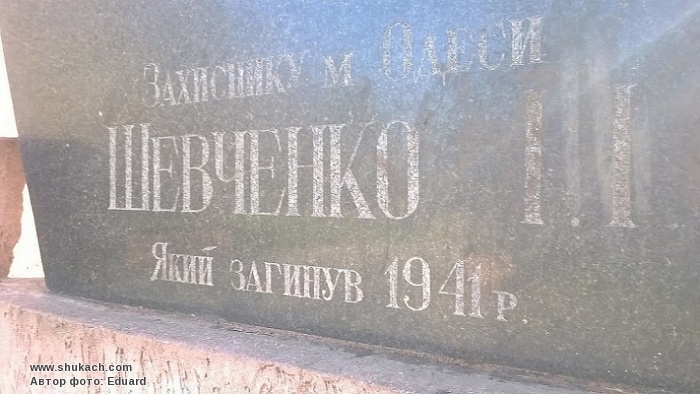 Захиснику м Одеси
Шевченко
Який загинув 1941 р.
www.shukach.com
Автор фото: Eduard